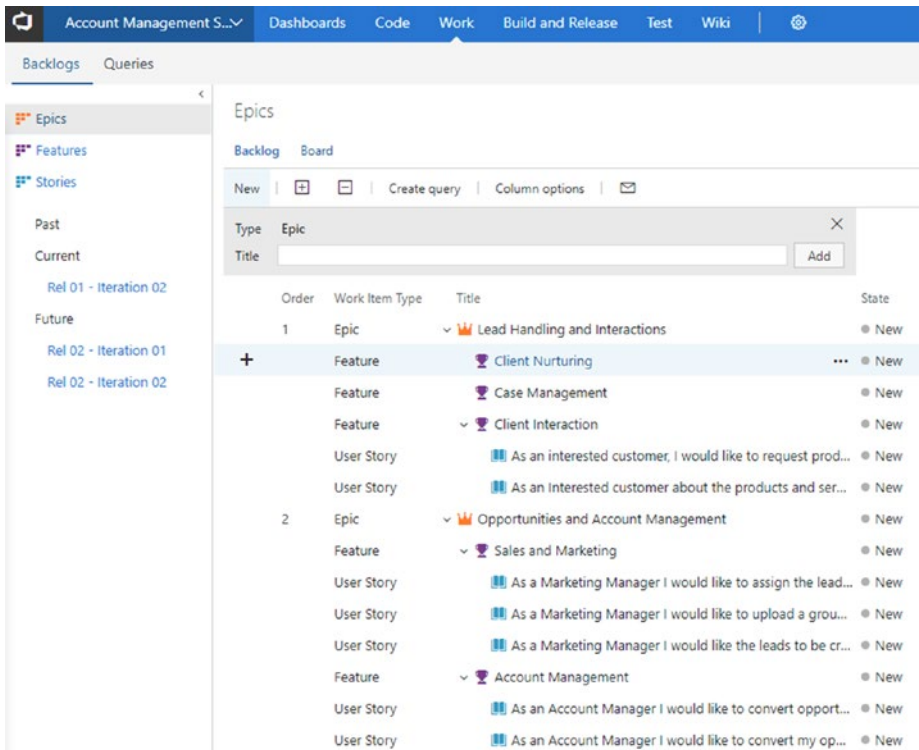 Account Management S... Dashboards Code Work Build and Release Test Wiki
Backlogs Queries
Epics
Features
Stories
Past
Current
Rel 01 - Iteration 02
Future
Rel 02 - Iteration 01
Rel 02 - Iteration 02
Epics
Backlog Board
New Create query Column options
Type Epic
Title Add
Order Work Item Type Title State
1 Epic Lead Handling and Interactions New
Feature Client Nurturing ... New
Feature Case Management New
Feature Client Interaction New
User Story As an interested customer, I would like to request prod... New
User Story As an Interested customer about the products and ser... New
2 Epic Opportunities and Account Management New
Feature Sales and Marketing New
User Story As a Marketing Manager I would like to assign the lead... New
User Story As a Marketing Manager I would like to upload a grou... New
User Story As a Marketing Manager I would like the leads to be cr... New
Feature Account Management New
User Story As an Account Manager I would like to convert opport... New
User Story As an Account Manager I would like to convert my op... New